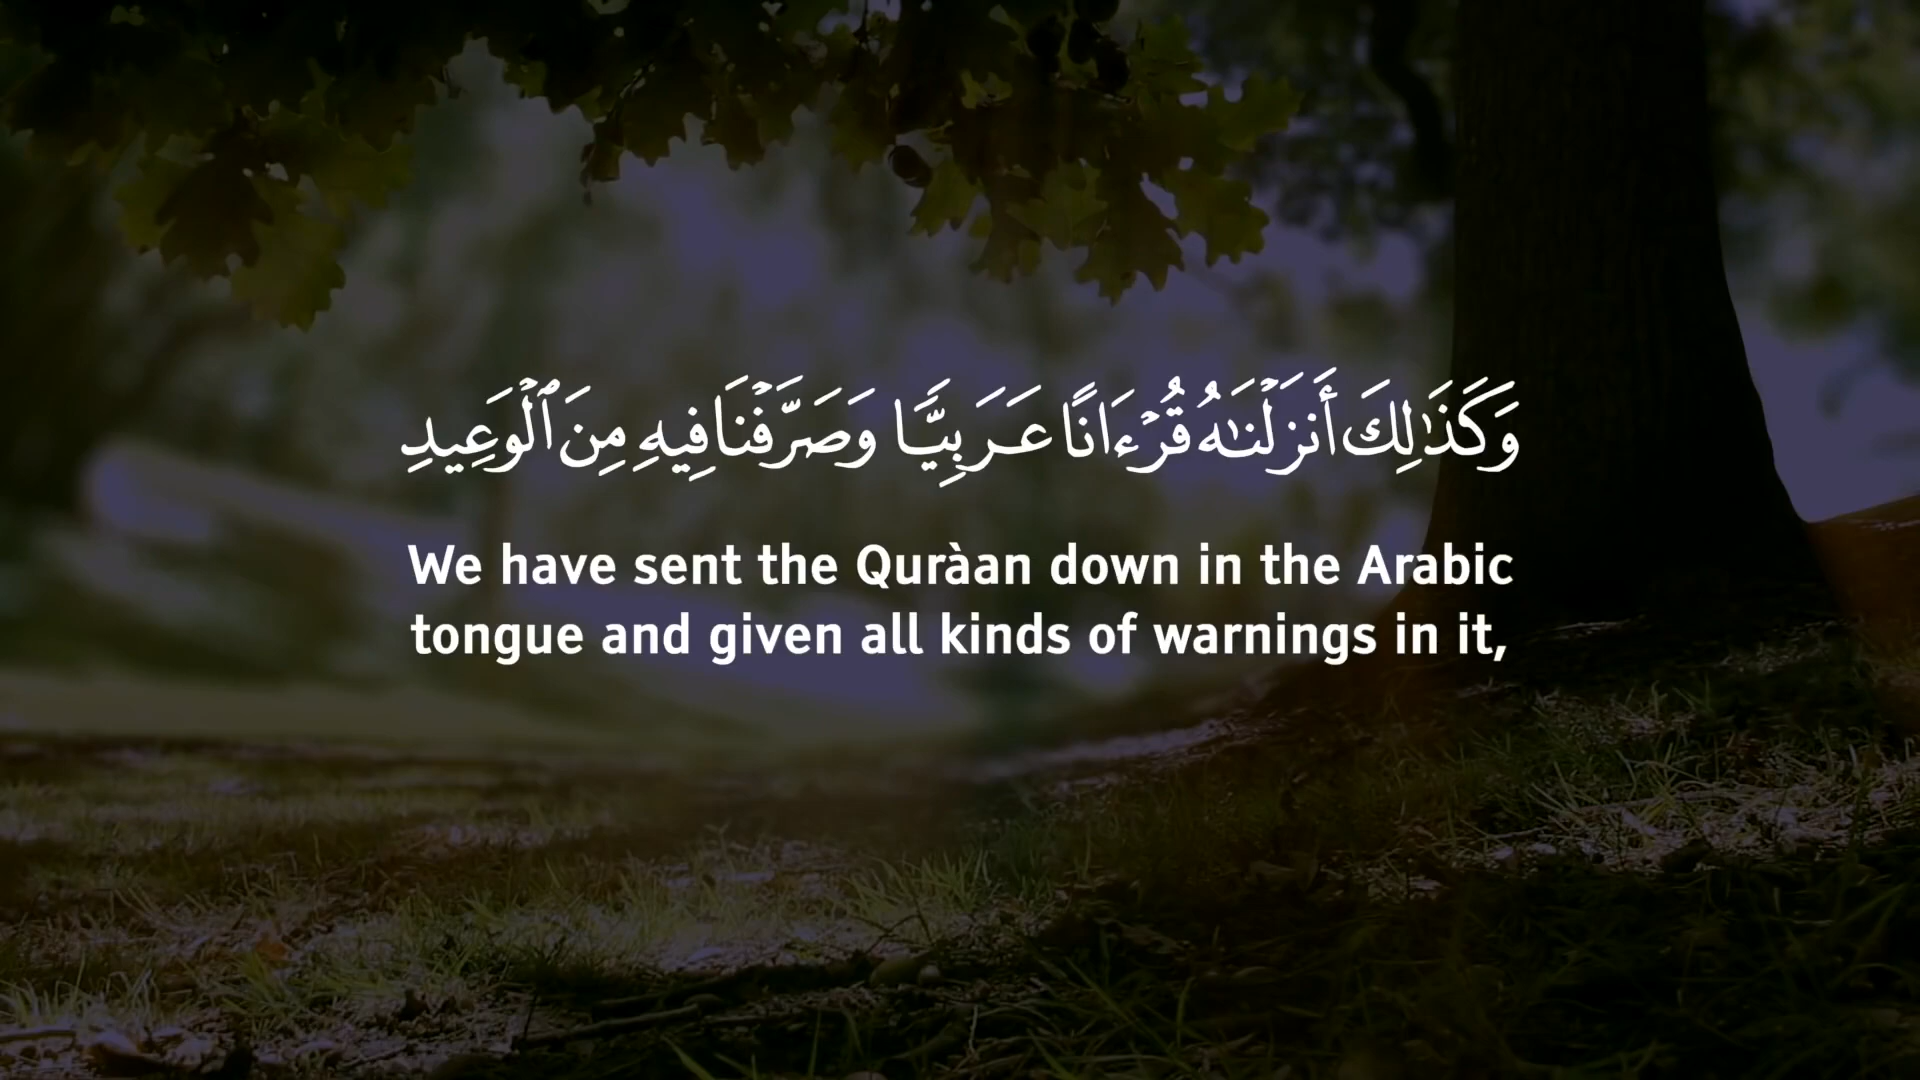 وَكَذَٰلِكَ أَنزَلْنَٰهُ قُرْءَانًا عَرَبِيًّا وَصَرَّفْنَا فِيهِ مِنَ ٱلْوَعِيدِ
We have sent the Quràan down in the Arabic
tongue and given all kinds of warnings in it,